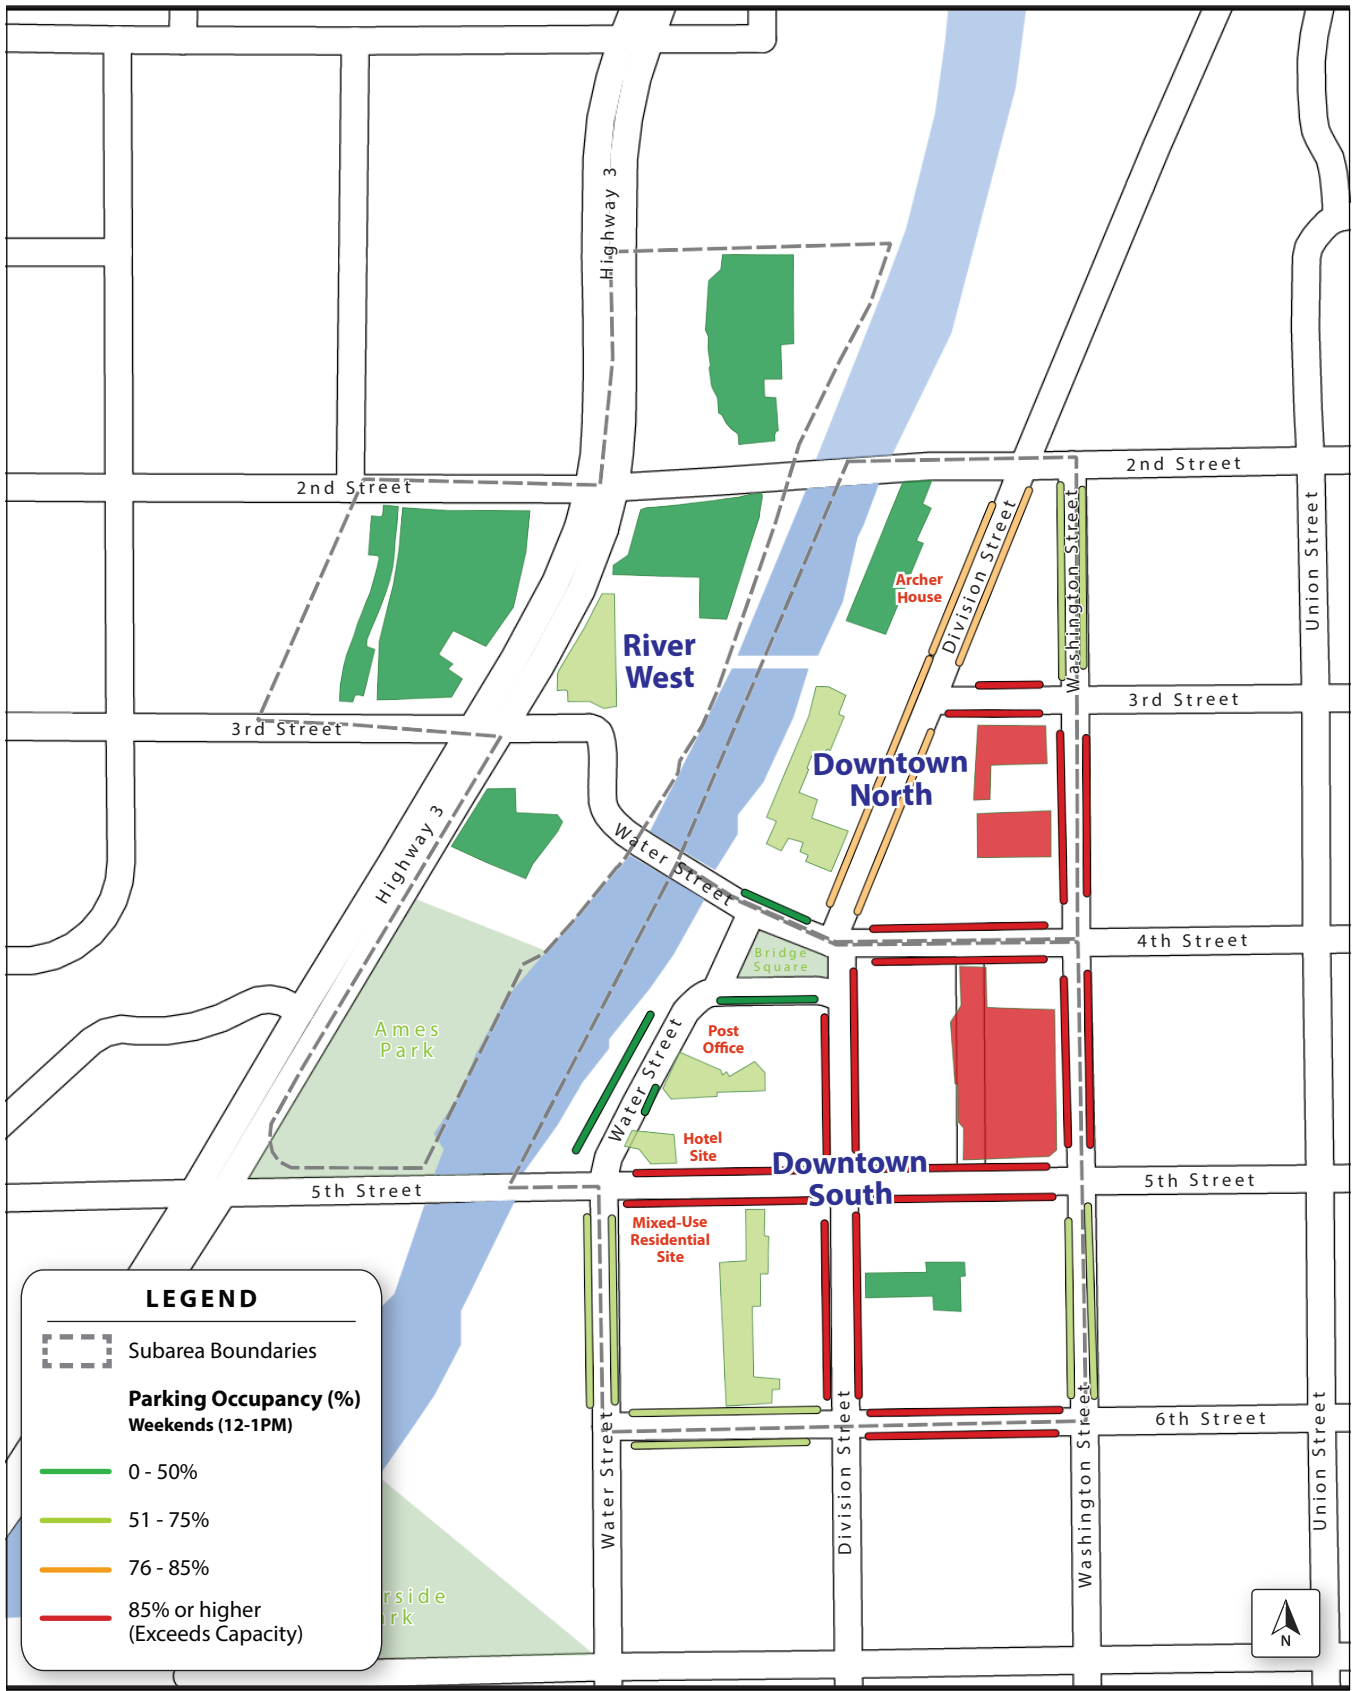 Highway 3
2nd Street
2nd Street
Union Street
Washington Street
Division Street
Archer
House
River
West
3rd Street
3rd Street
Downtown
North
Highway 3
Water Street
4th Street
Bridge
Square
Ames
Park
Post
Office
Water Street
Hotel
Site
Downtown
South
5th Street
5th Street
Mixed-Use
Residential
Site
6th Street
Water Street
Division Street
Washington Street
Union Street
LEGEND
Subarea Boundaries
Parking Occupancy (%)
Weekends (12-1PM)
0 - 50%
51 - 75%
76 - 85%
85% or higher
(Exceeds Capacity)
rside
rk
N